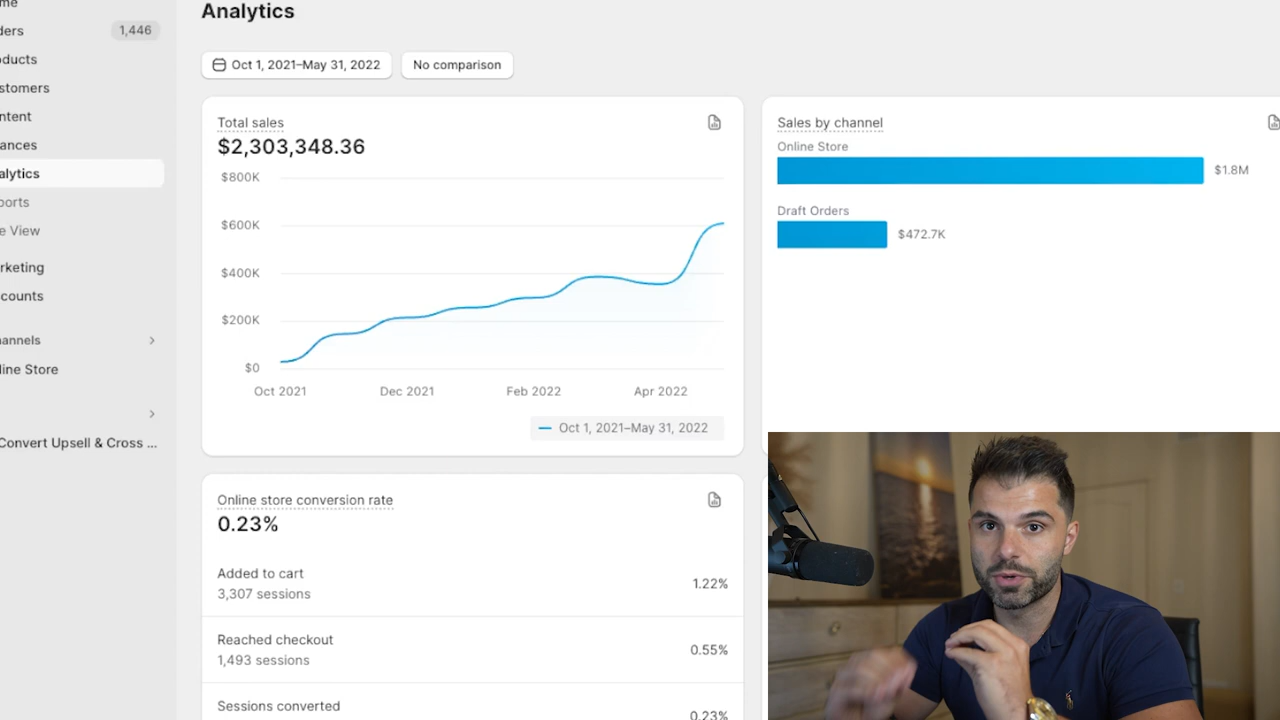 me
Analytics
ders
1,446
oducts
Oct 1, 2021–May 31, 2022
No comparison
stomers
ntent
ances
alytics
ports
e View
rketing
counts
annels
line Store
Convert Upsell & Cross ...
Total sales
$2,303,348.36
$800K
$600K
$400K
$200K
$0
Oct 2021
Dec 2021
Feb 2022
Apr 2022
Oct 1, 2021–May 31, 2022
Sales by channel
Online Store
$1.8M
Draft Orders
$472.7K
Online store conversion rate
0.23%
Added to cart
3,307 sessions
1.22%
Reached checkout
1,493 sessions
0.55%
Sessions converted
0.23%